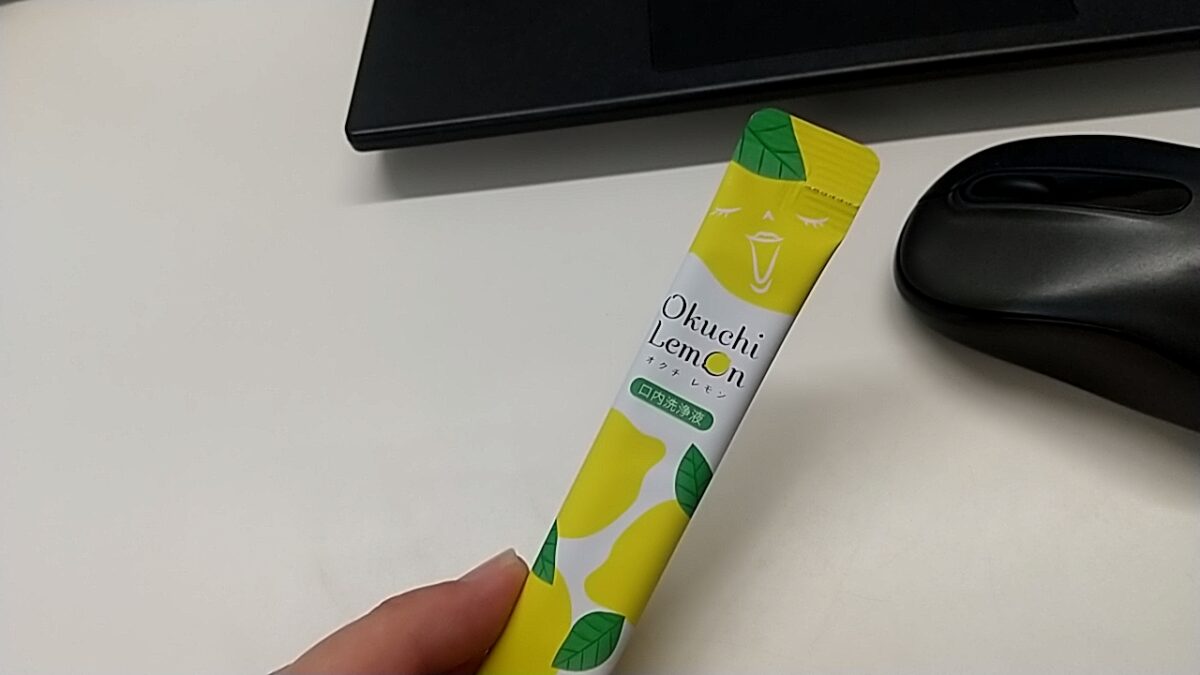 Okuchi
Lemon
オクチ レモン
口内洗浄液